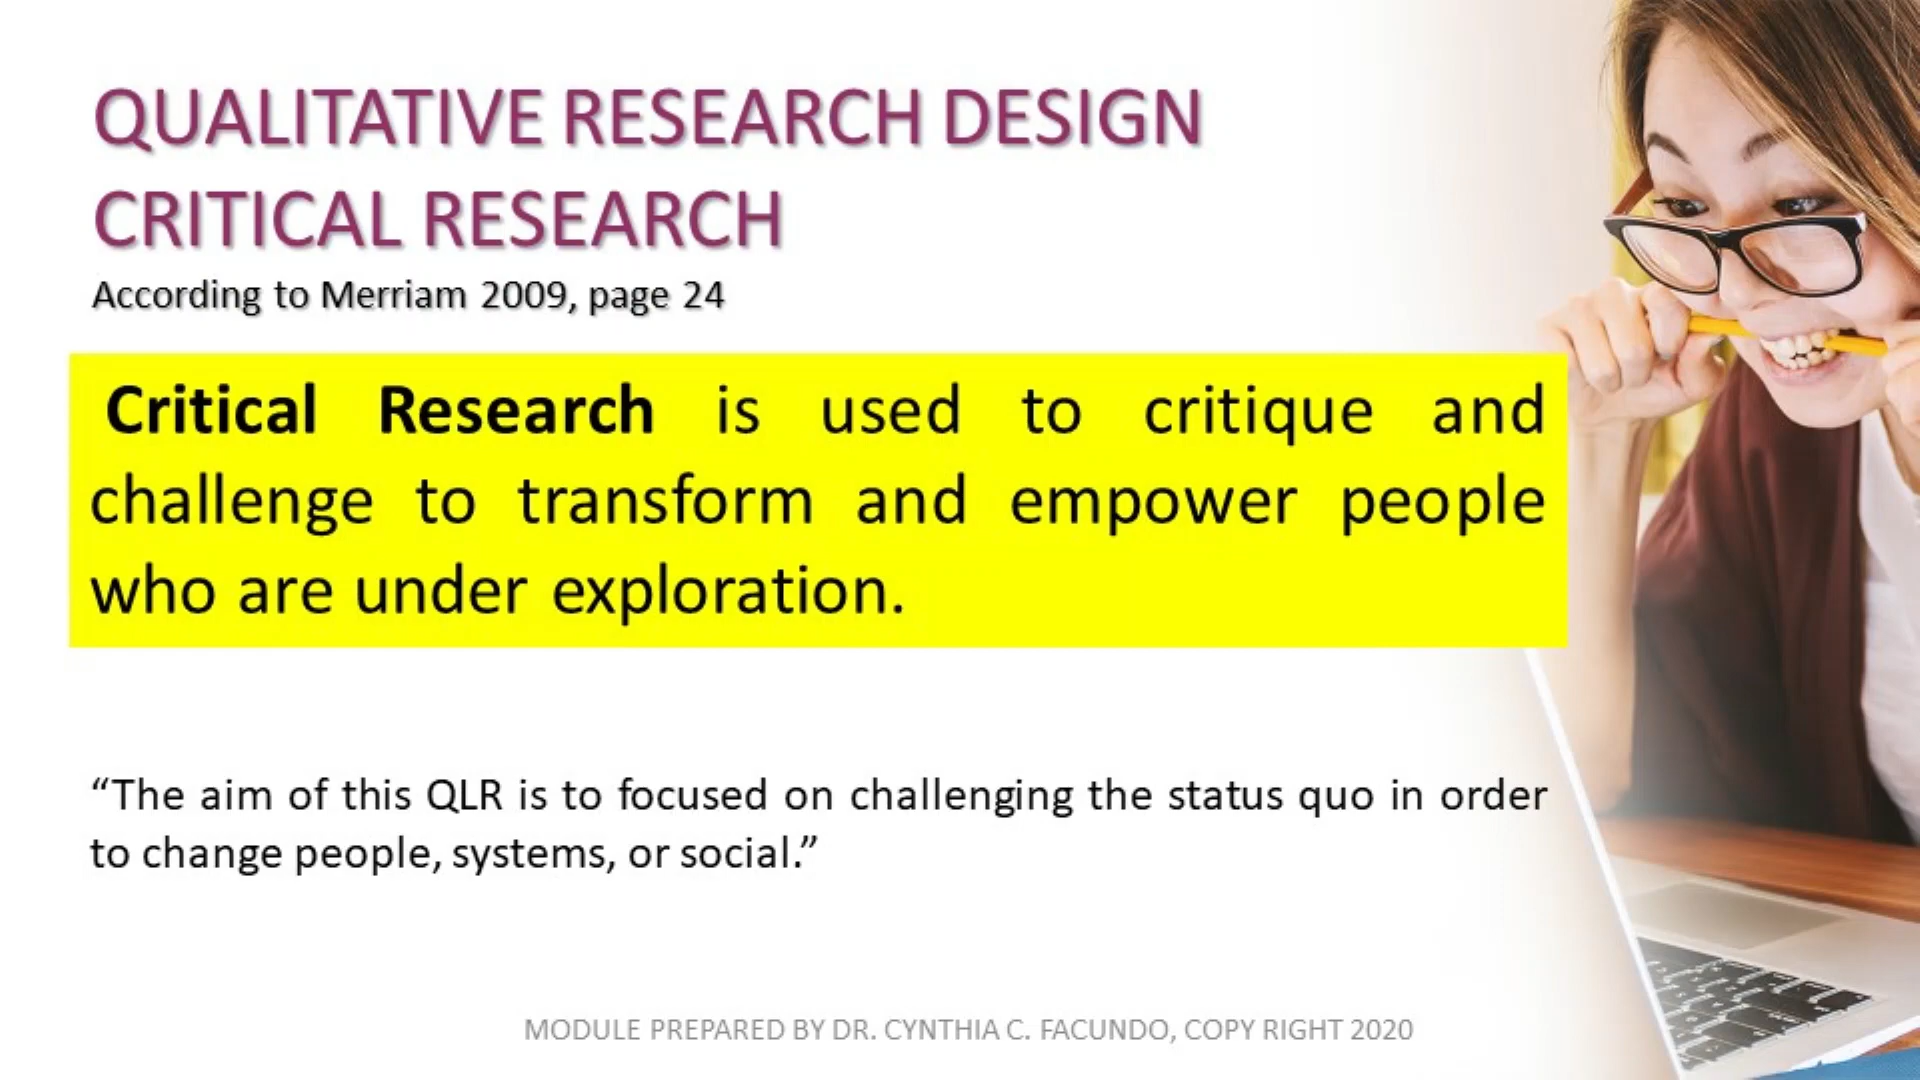 QUALITATIVE RESEARCH DESIGN
CRITICAL RESEARCH
According to Merriam 2009, page 24
Critical Research is used to critique and
challenge to transform and empower people
who are under exploration.
“The aim of this QLR is to focused on challenging the status quo in order
to change people, systems, or social.”
MODULE PREPARED BY DR. CYNTHIA C. FACUNDO, COPY RIGHT 2020